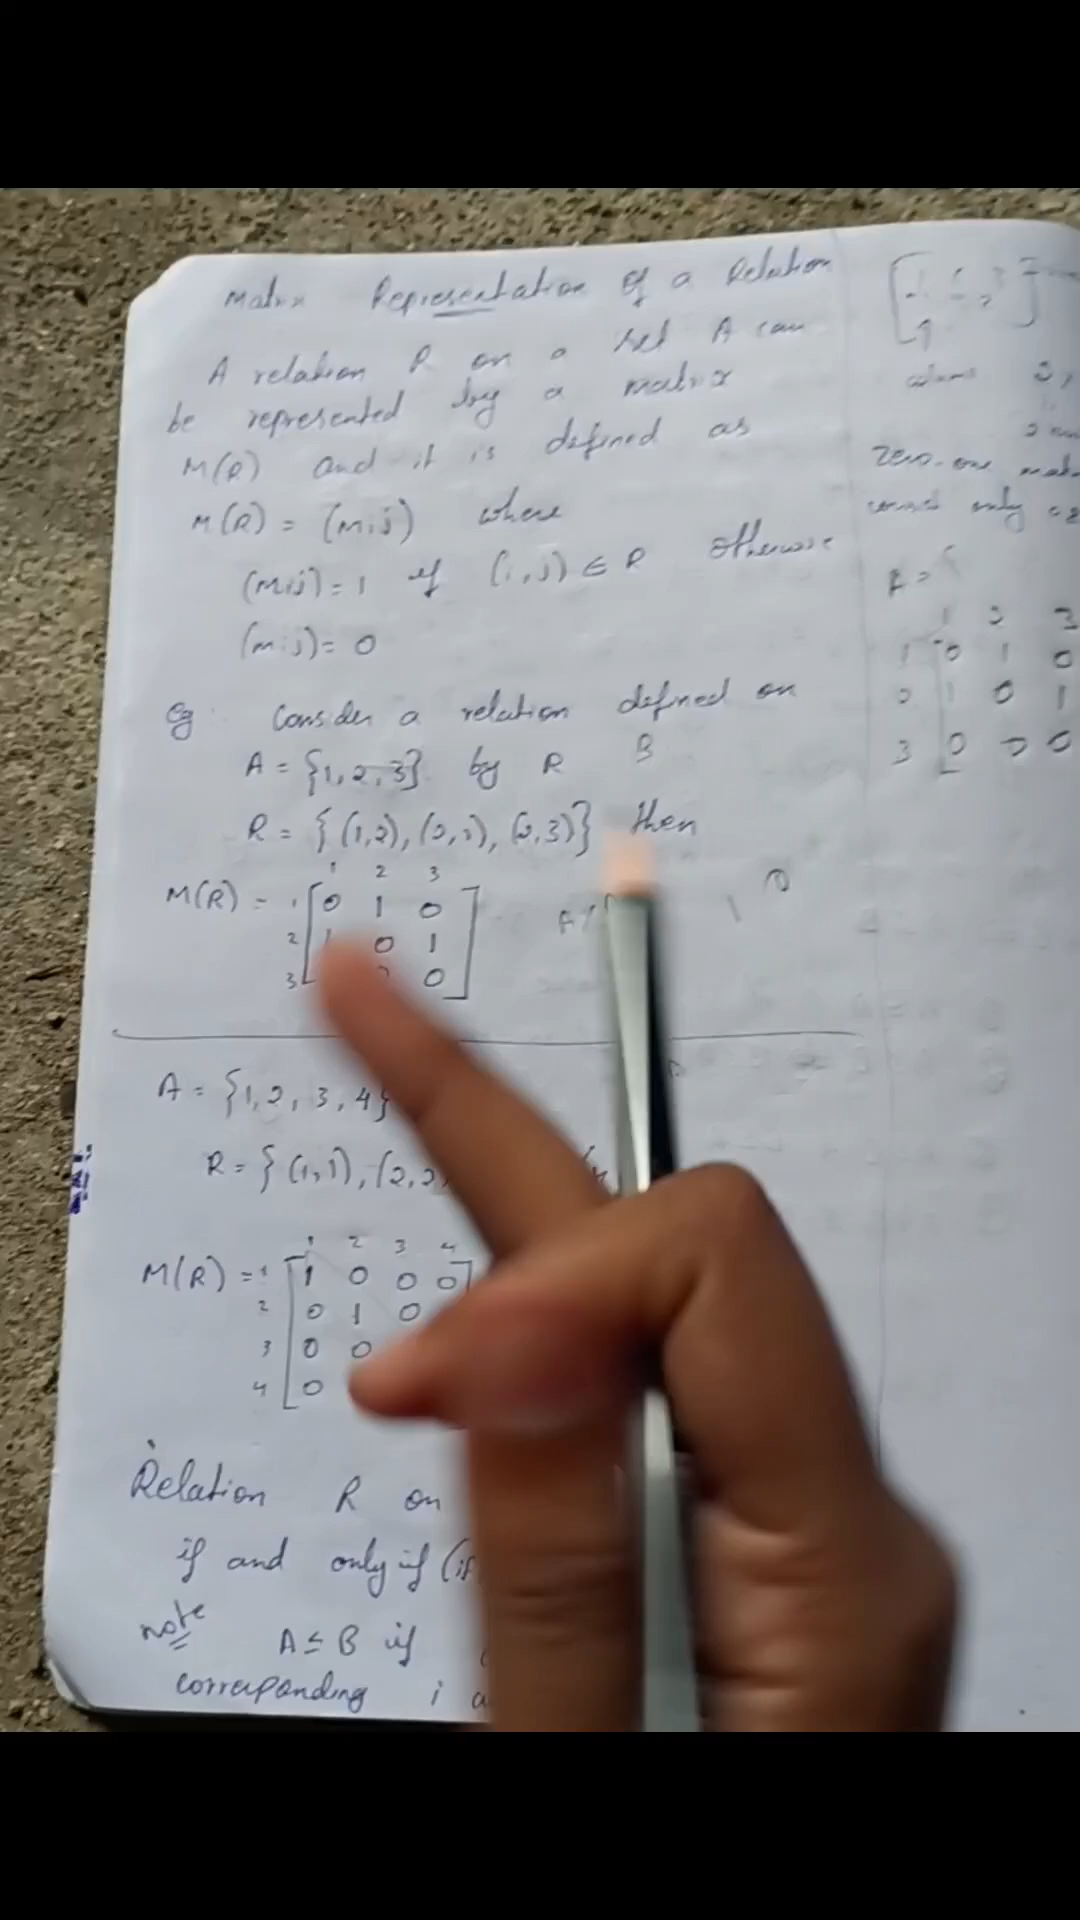 Matrix Representation of a Relation
A relation R on a set A can
be represented by a matrix
M(R) and it is defined as
M(R) = (mij) where
(mij) = 1 if (i,j) ∈ R otherwise
(mij) = 0
Eg: Consider a relation defined on
A = {1,2,3} by R
R = {(1,2),(2,1),(2,3)} then
1 2 3
M(R) = 1 0 1 0
2 1 0 1
3 0
A = {1,2,3,4}
R = {(1,1),(2,2)
1 2 3 4
M(R) = 1 1 0 0 0
2 0 1 0
3 0 0
4 0
Relation R on
if and only if (if
note
A ≤ B if
corresponding i a
zero-one
only
1 2 3
1 0 1 0
1 0 1
3 0 0 0